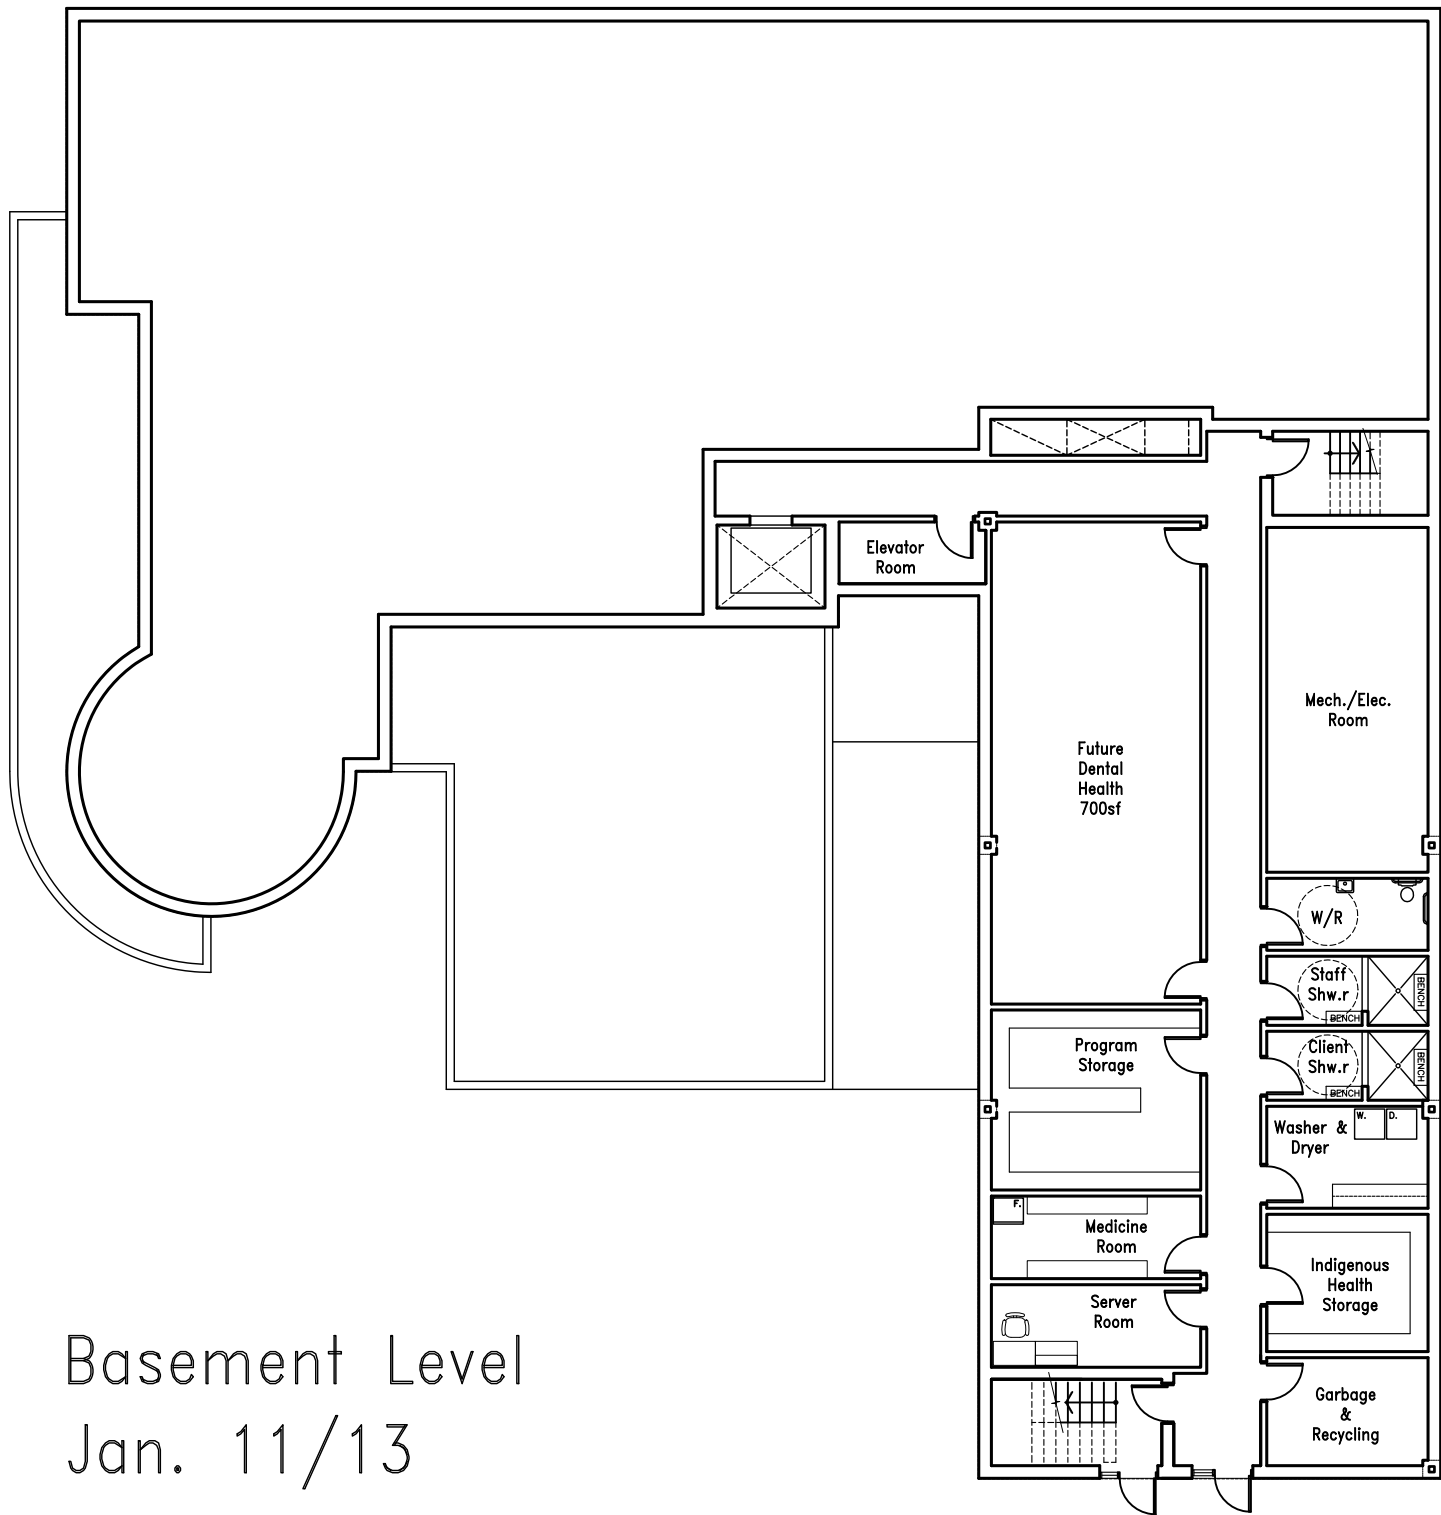 Elevator
Room
Mech./Elec.
Room
Future
Dental
Health
700sf
W/R
Staff
Shw.r
BENCH
BENCH
Program
Storage
Client
Shw.r
BENCH
BENCH
W.
D.
Washer &
Dryer
F.
Medicine
Room
Indigenous
Health
Storage
Server
Room
Garbage
&
Recycling
Basement Level
Jan. 11/13